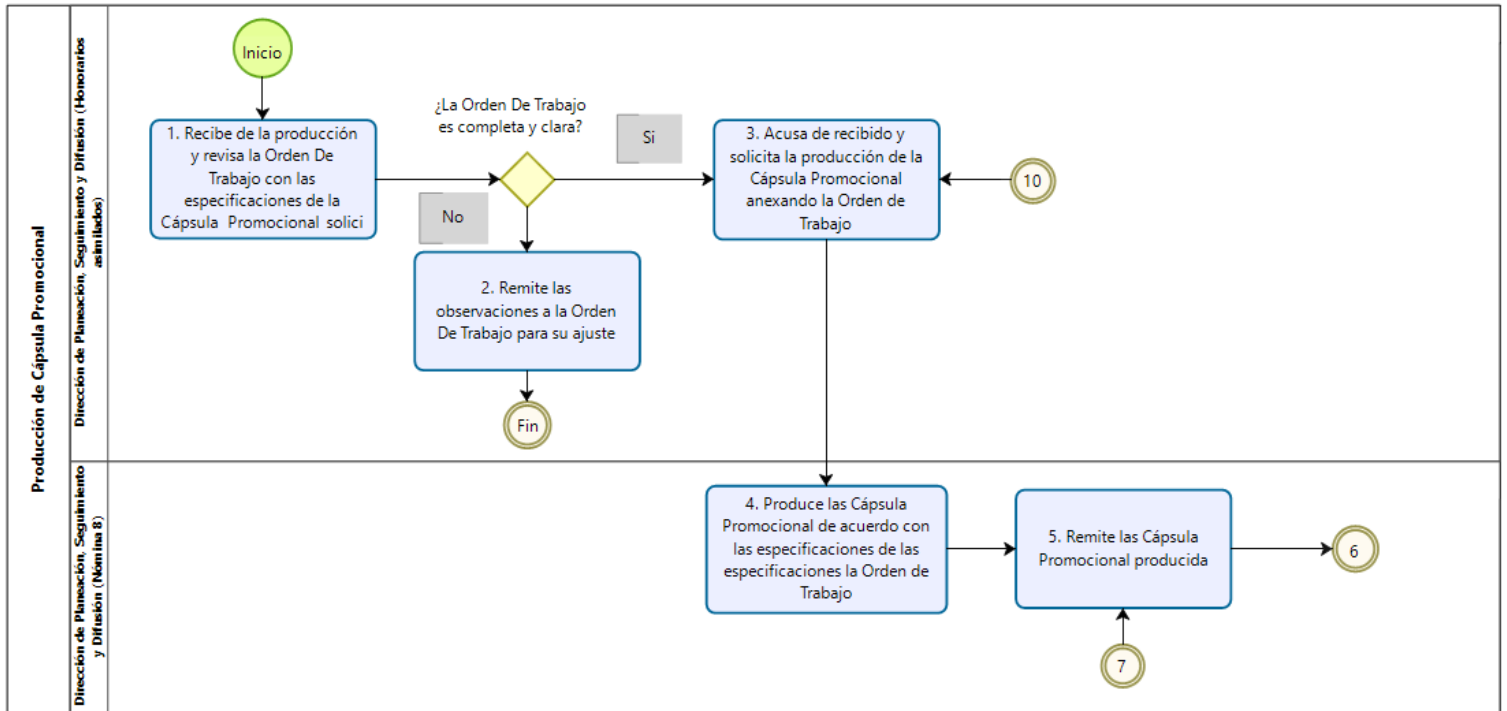 Producción de Cápsula Promocional
Dirección de Planeación, Seguimiento y Difusión (Honorarios
asimilados)
Inicio
1. Recibe de la producción
y revisa la Orden De
Trabajo con las
especificaciones de la
Cápsula Promocional solici
¿La Orden De Trabajo
es completa y clara?
Si
No
2. Remite las
observaciones a la Orden
De Trabajo para su ajuste
Fin
3. Acusa de recibido y
solicita la producción de la
Cápsula Promocional
anexando la Orden de
Trabajo
10
Dirección de Planeación, Seguimiento
y Difusión (Nómina 8)
4. Produce las Cápsula
Promocional de acuerdo con
las especificaciones de las
especificaciones la Orden de
Trabajo
5. Remite las Cápsula
Promocional producida
6
7